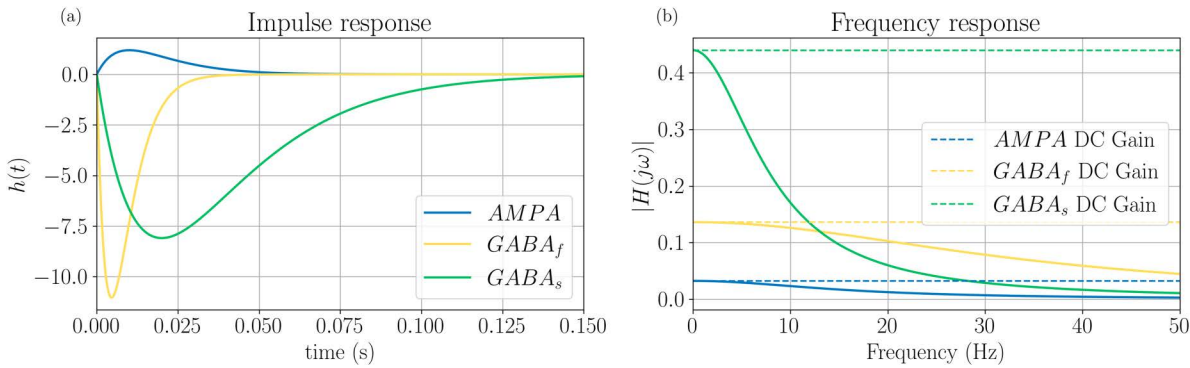 (a)
Impulse response
h(t)
0.0
−2.5
−5.0
−7.5
−10.0
AMPA
GABA_f
GABA_s
0.000 0.025 0.050 0.075 0.100 0.125 0.150
time (s)
(b)
Frequency response
|H(jω)|
0.4
0.3
0.2
0.1
0.0
AMPA DC Gain
GABA_f DC Gain
GABA_s DC Gain
0 10 20 30 40 50
Frequency (Hz)